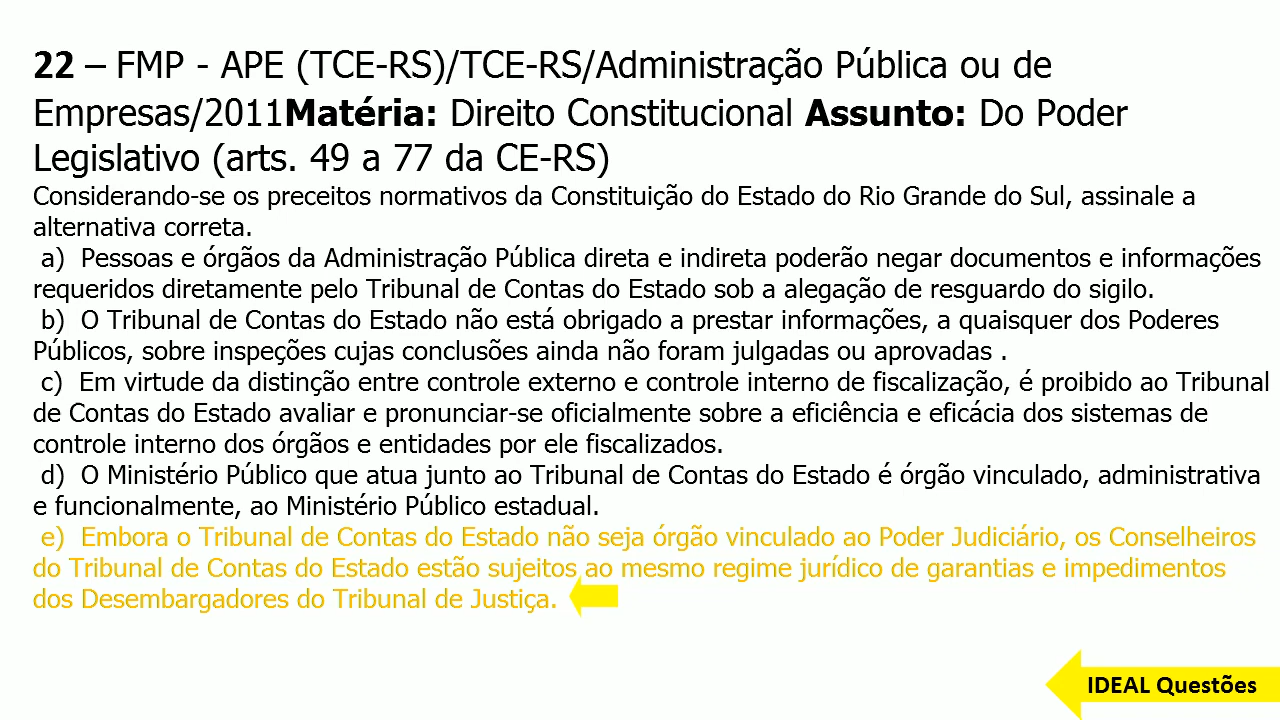 22 – FMP - APE (TCE-RS)/TCE-RS/Administração Pública ou de
Empresas/2011Matéria: Direito Constitucional Assunto: Do Poder
Legislativo (arts. 49 a 77 da CE-RS)
Considerando-se os preceitos normativos da Constituição do Estado do Rio Grande do Sul, assinale a
alternativa correta.
a) Pessoas e órgãos da Administração Pública direta e indireta poderão negar documentos e informações
requeridos diretamente pelo Tribunal de Contas do Estado sob a alegação de resguardo do sigilo.
b) O Tribunal de Contas do Estado não está obrigado a prestar informações, a quaisquer dos Poderes
Públicos, sobre inspeções cujas conclusões ainda não foram julgadas ou aprovadas .
c) Em virtude da distinção entre controle externo e controle interno de fiscalização, é proibido ao Tribunal
de Contas do Estado avaliar e pronunciar-se oficialmente sobre a eficiência e eficácia dos sistemas de
controle interno dos órgãos e entidades por ele fiscalizados.
d) O Ministério Público que atua junto ao Tribunal de Contas do Estado é órgão vinculado, administrativa
e funcionalmente, ao Ministério Público estadual.
e) Embora o Tribunal de Contas do Estado não seja órgão vinculado ao Poder Judiciário, os Conselheiros
do Tribunal de Contas do Estado estão sujeitos ao mesmo regime jurídico de garantias e impedimentos
dos Desembargadores do Tribunal de Justiça.
IDEAL Questões